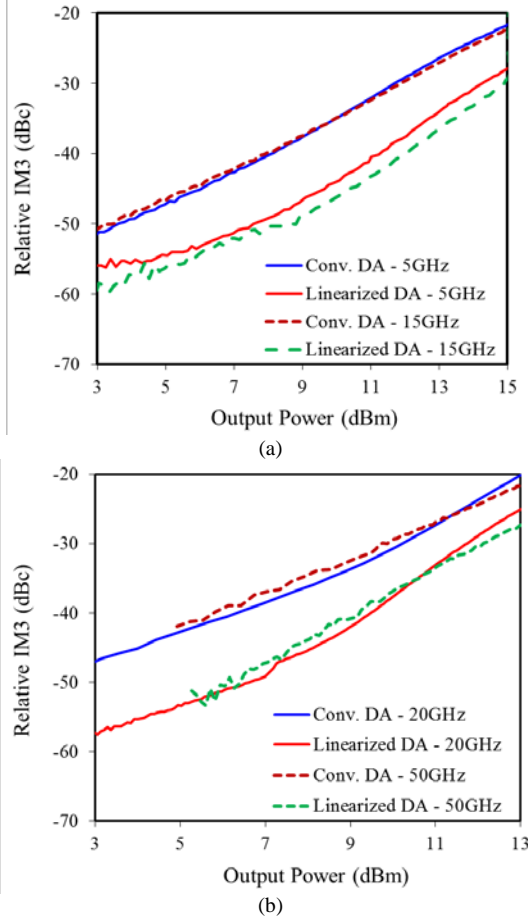 -20
-30
-40
-50
-60
-70
Relative IM3 (dBc)
Conv. DA - 5GHz
Linearized DA - 5GHz
Conv. DA - 15GHz
Linearized DA - 15GHz
3 5 7 9 11 13 15
Output Power (dBm)
(a)
-20
-30
-40
-50
-60
-70
Relative IM3 (dBc)
Conv. DA - 20GHz
Linearized DA - 20GHz
Conv. DA - 50GHz
Linearized DA - 50GHz
3 5 7 9 11 13
Output Power (dBm)
(b)